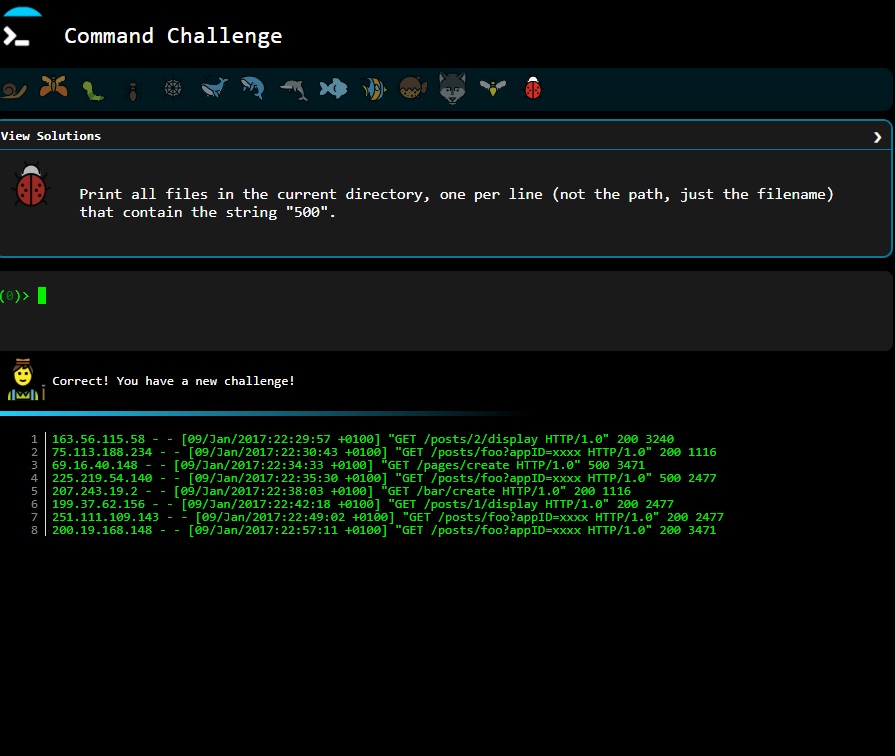 Command Challenge
View Solutions
Print all files in the current directory, one per line (not the path, just the filename)
that contain the string "500".
(0)>
Correct! You have a new challenge!
1 163.56.115.58 - - [09/Jan/2017:22:29:57 +0100] "GET /posts/2/display HTTP/1.0" 200 3240
2 75.113.188.234 - - [09/Jan/2017:22:30:43 +0100] "GET /posts/foo?appID=xxxx HTTP/1.0" 200 1116
3 69.16.40.148 - - [09/Jan/2017:22:34:33 +0100] "GET /pages/create HTTP/1.0" 500 3471
4 225.219.54.140 - - [09/Jan/2017:22:35:30 +0100] "GET /posts/foo?appID=xxxx HTTP/1.0" 500 2477
5 207.243.19.2 - - [09/Jan/2017:22:38:03 +0100] "GET /bar/create HTTP/1.0" 200 1116
6 199.37.62.156 - - [09/Jan/2017:22:42:18 +0100] "GET /posts/1/display HTTP/1.0" 200 2477
7 251.111.109.143 - - [09/Jan/2017:22:49:02 +0100] "GET /posts/foo?appID=xxxx HTTP/1.0" 200 2477
8 200.19.168.148 - - [09/Jan/2017:22:57:11 +0100] "GET /posts/foo?appID=xxxx HTTP/1.0" 200 3471